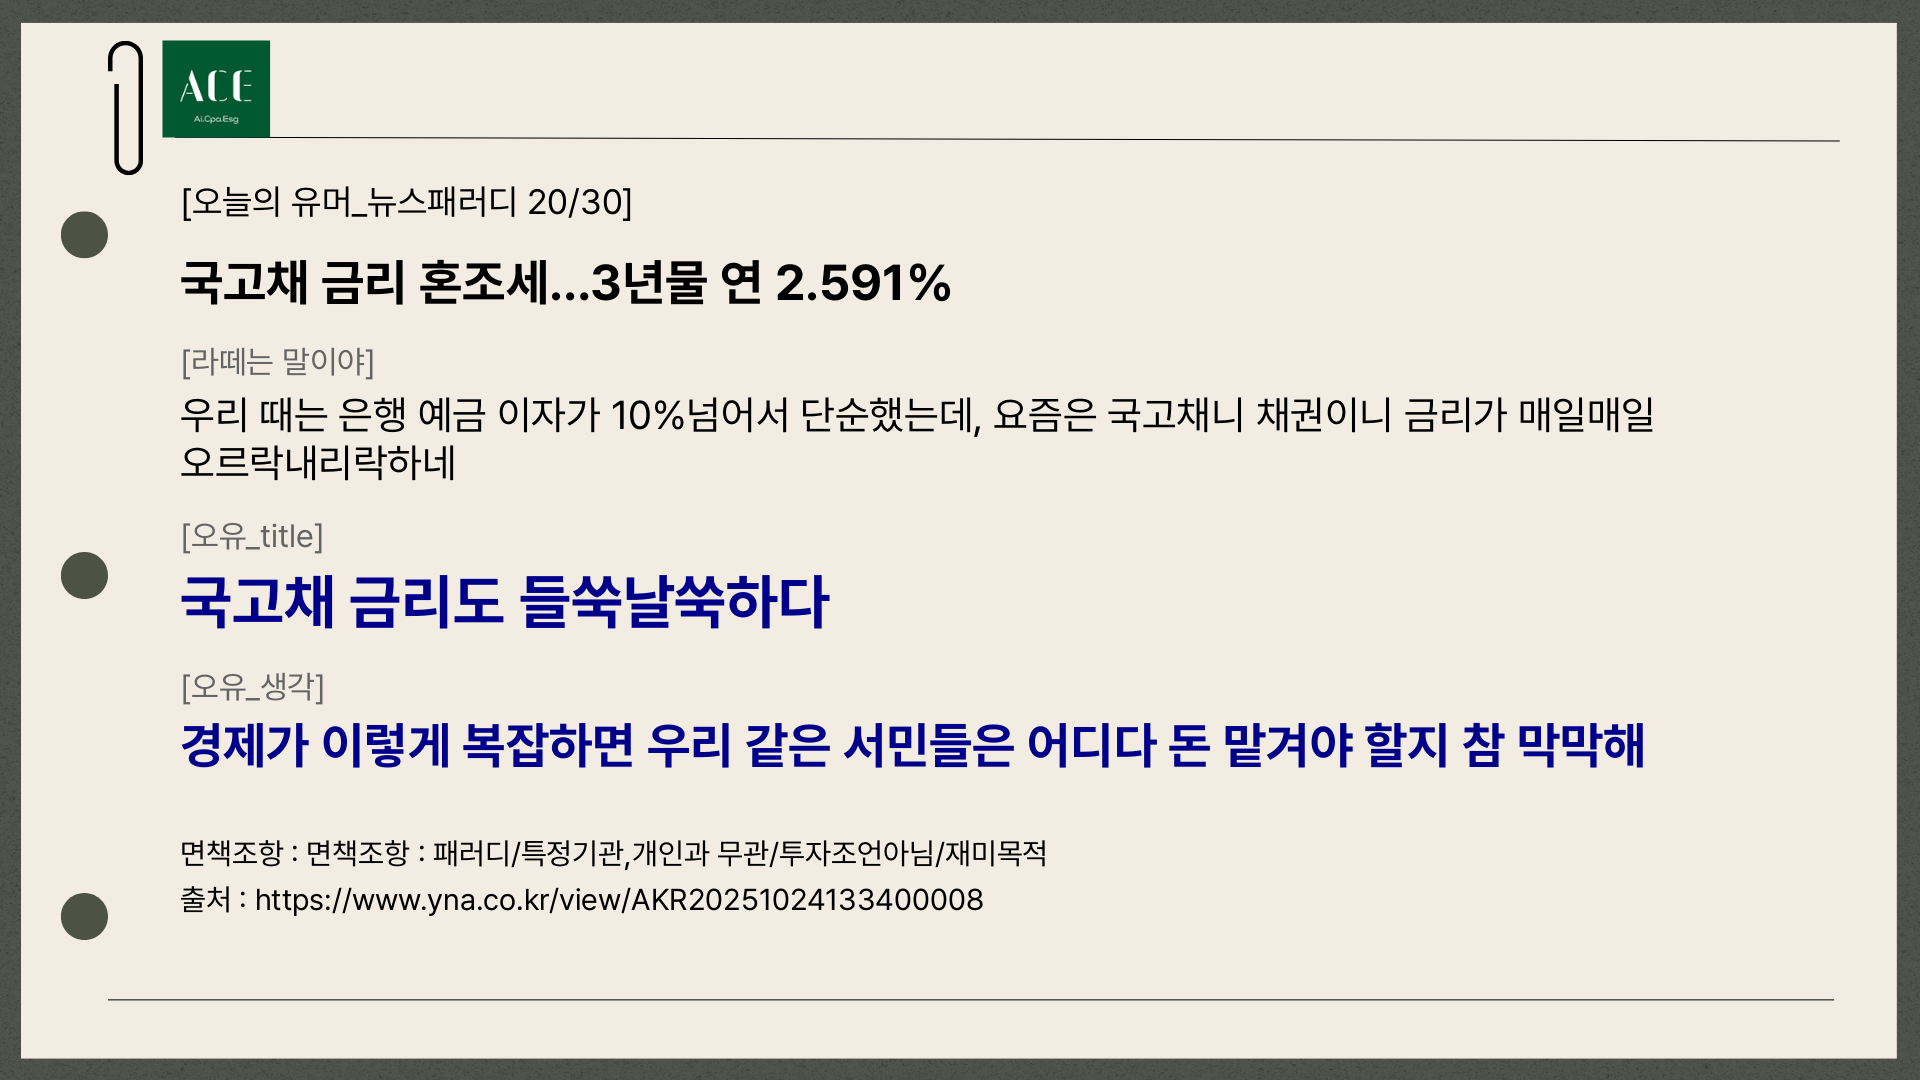 ACE
Ai.Cpa.Esg
[오늘의 유머_뉴스패러디 20/30]
국고채 금리 혼조세…3년물 연 2.591%
[라떼는 말이야]
우리 때는 은행 예금 이자가 10%넘어서 단순했는데, 요즘은 국고채니 채권이니 금리가 매일매일
오르락내리락하네
[오유_title]
국고채 금리도 들쑥날쑥하다
[오유_생각]
경제가 이렇게 복잡하면 우리 같은 서민들은 어디다 돈 맡겨야 할지 참 막막해
면책조항 : 면책조항 : 패러디/특정기관,개인과 무관/투자조언아님/재미목적
출처 : https://www.yna.co.kr/view/AKR20251024133400008